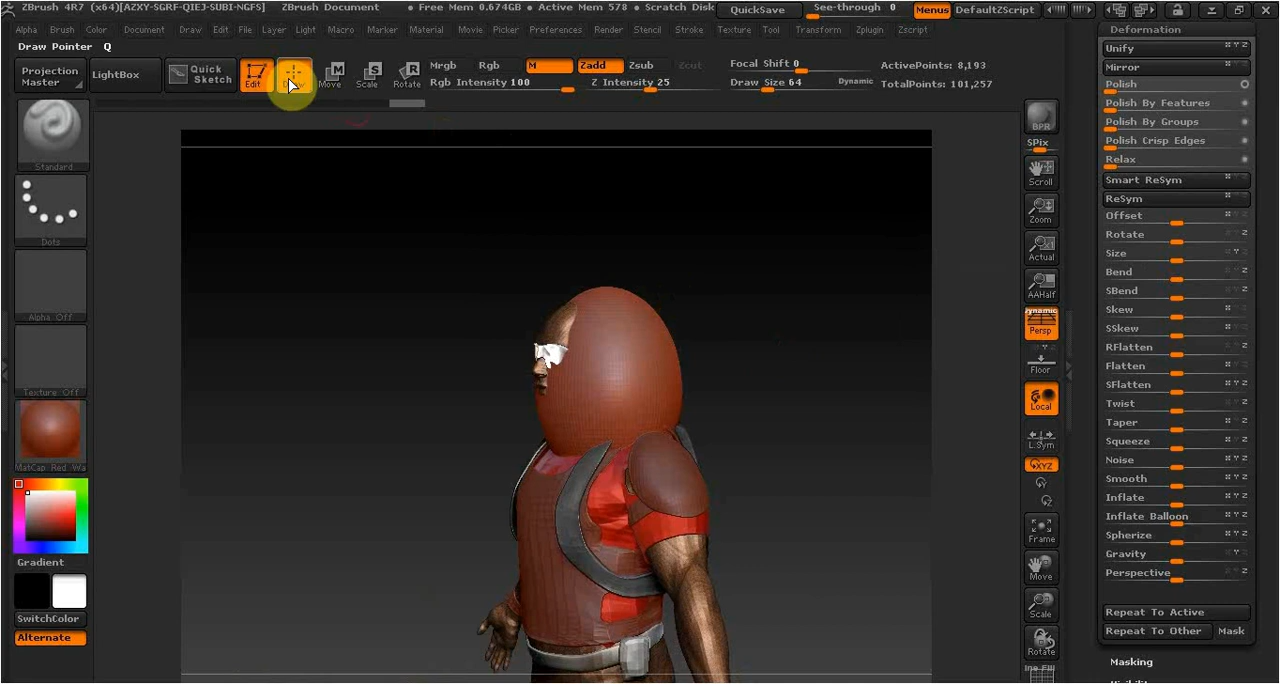 ZBrush 4R7 (x64)[AZXY-SGRF-QIEJ-SUBI-NGFS] ZBrush Document • Free Mem 0.674GB • Active Mem 578 • Scratch Disk QuickSave See-through 0 Menus DefaultZScript
Alpha Brush Color Document Draw Edit File Layer Light Macro Marker Material Movie Picker Preferences Render Stencil Stroke Texture Tool Transform Zplugin Zscript
Draw Pointer Q
Projection Master
LightBox
Quick Sketch
Edit
Draw
Move
Scale
Rotate
Mrgb Rgb M Zadd Zsub Zcut
Rgb Intensity 100 Z Intensity 25
Focal Shift 0
Draw Size 64 Dynamic
ActivePoints: 8,193
TotalPoints: 101,257
Standard
Dots
Alpha Off
Texture Off
MatCap Red Wa
Gradient
SwitchColor
Alternate
BPR
SPix
Scroll
Zoom
Actual
AAHalf
Dynamic
Persp
Floor
Local
L.Sym
XYZ
Y
Z
Frame
Move
Scale
Rotate
Line Fill
Deformation
Unify
Mirror
Polish
Polish By Features
Polish By Groups
Polish Crisp Edges
Relax
Smart ReSym
ReSym
Offset
Rotate
Size
Bend
SBend
Skew
SSkew
RFlatten
Flatten
SFlatten
Twist
Taper
Squeeze
Noise
Smooth
Inflate
Inflate Balloon
Spherize
Gravity
Perspective
Repeat To Active
Repeat To Other Mask
Masking